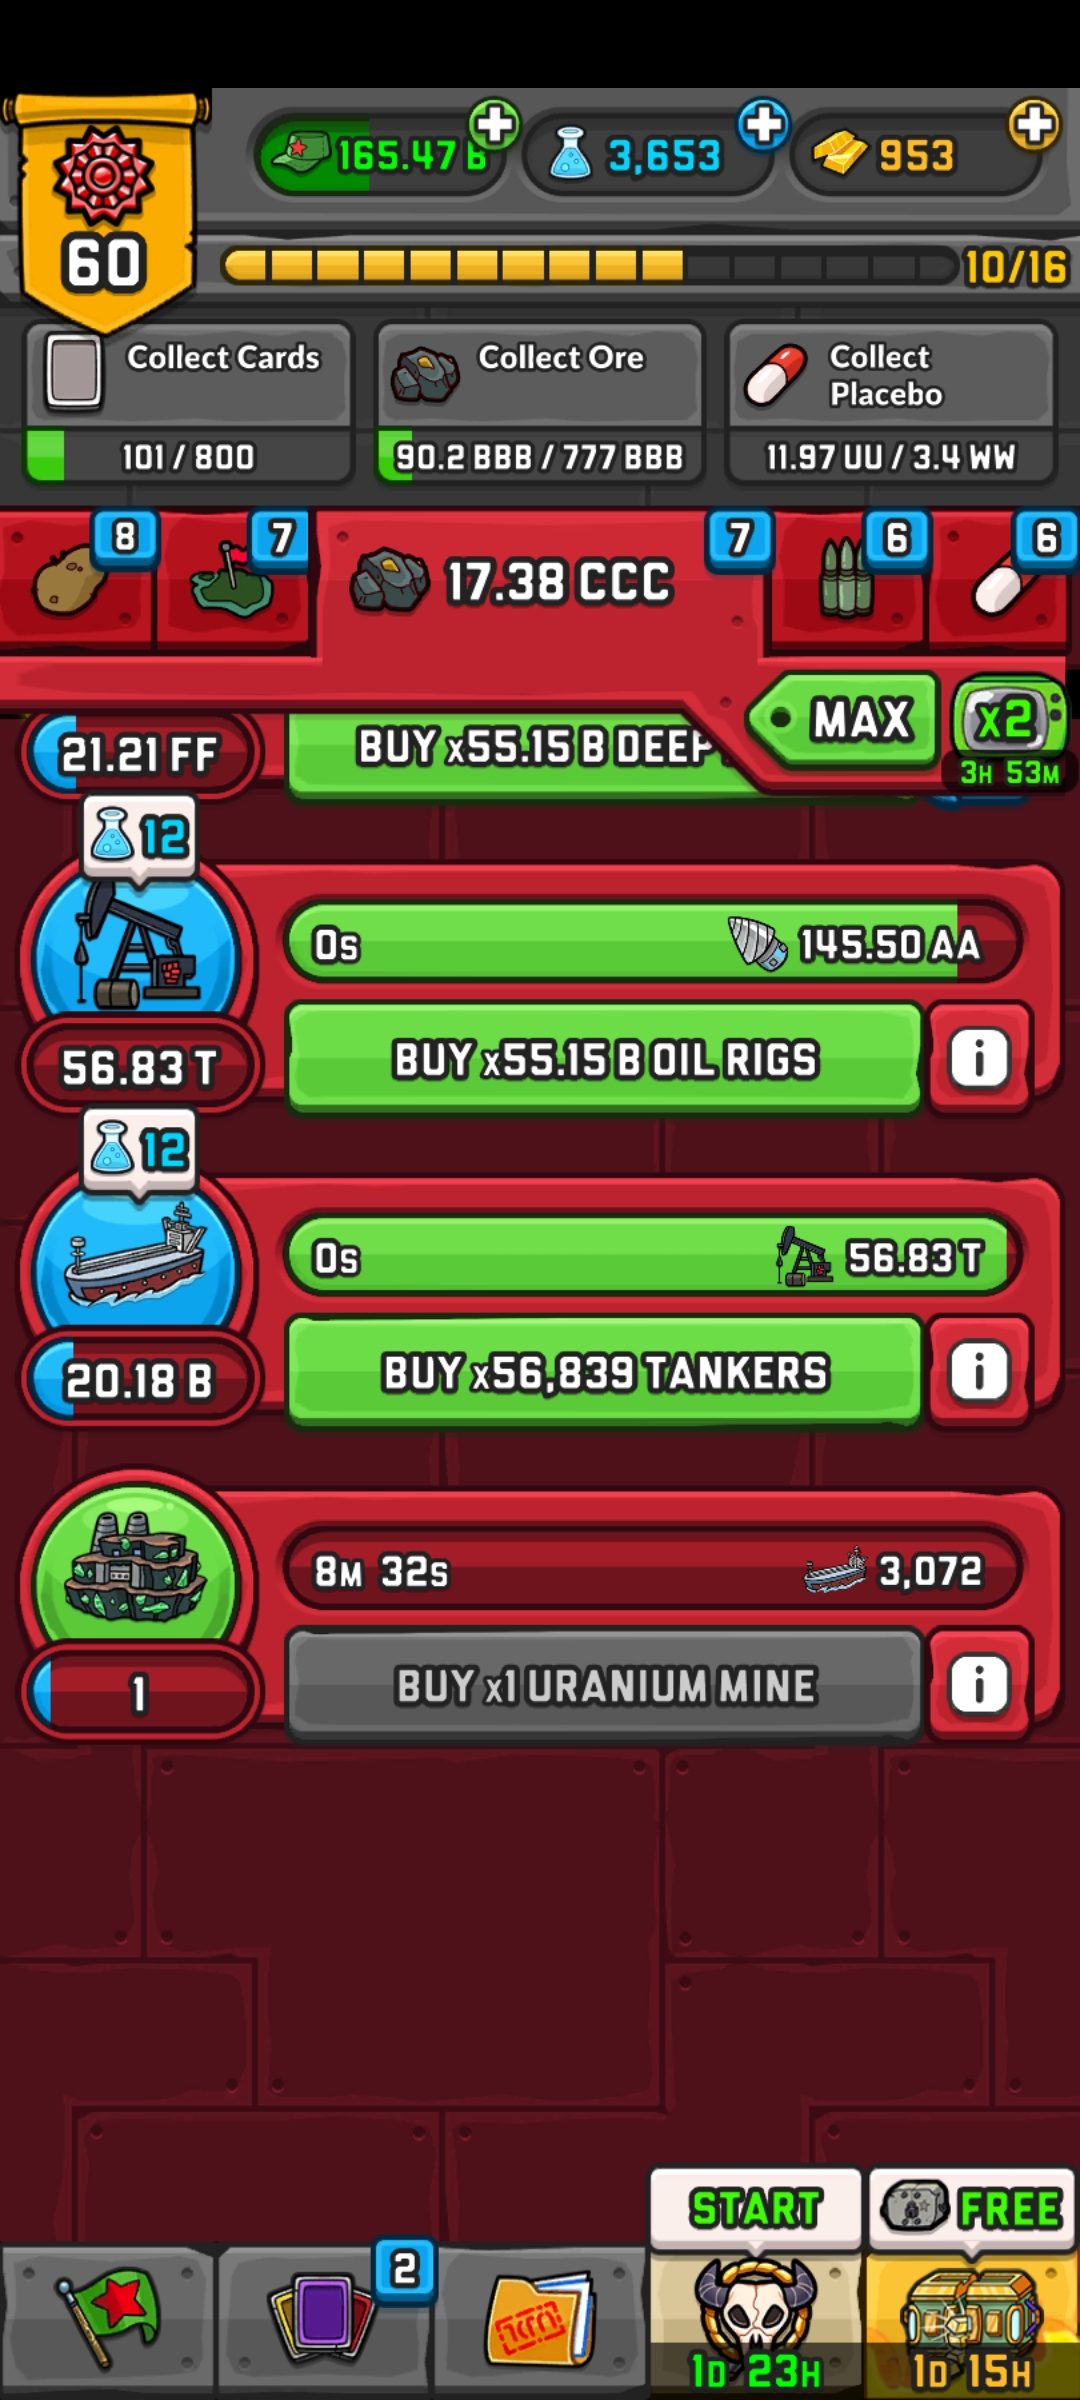 165.47 B
3,653
953
60
10/16
Collect Cards
101 / 800
Collect Ore
90.2 BBB / 777 BBB
Collect
Placebo
11.97 UU / 3.4 WW
8
7
17.38 CCC
7
6
6
MAX
x2
3H 53M
21.21 FF
BUY x55.15 B DEEP
12
0s
145.50 AA
56.83 T
BUY x55.15 B OIL RIGS
i
12
0s
56.83 T
20.18 B
BUY x56,839 TANKERS
i
8M 32s
3,072
1
BUY x1 URANIUM MINE
i
START
FREE
2
1D 23H
1D 15H